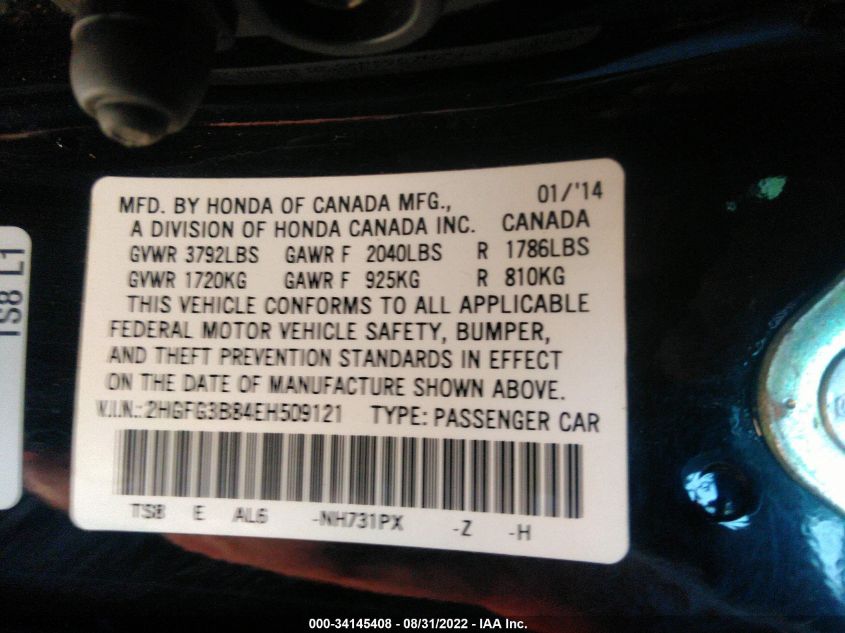 MFD. BY HONDA OF CANADA MFG., 01/'14
A DIVISION OF HONDA CANADA INC. CANADA
GVWR 3792LBS GAWR F 2040LBS R 1786LBS
GVWR 1720KG GAWR F 925KG R 810KG
THIS VEHICLE CONFORMS TO ALL APPLICABLE
FEDERAL MOTOR VEHICLE SAFETY, BUMPER,
AND THEFT PREVENTION STANDARDS IN EFFECT
ON THE DATE OF MANUFACTURE SHOWN ABOVE.
V.I.N.: 2HGFG3B84EH509121 TYPE: PASSENGER CAR
TS8 E AL6 -NH731PX -Z -H
TS8 L1
000-34145408 - 08/31/2022 - IAA Inc.